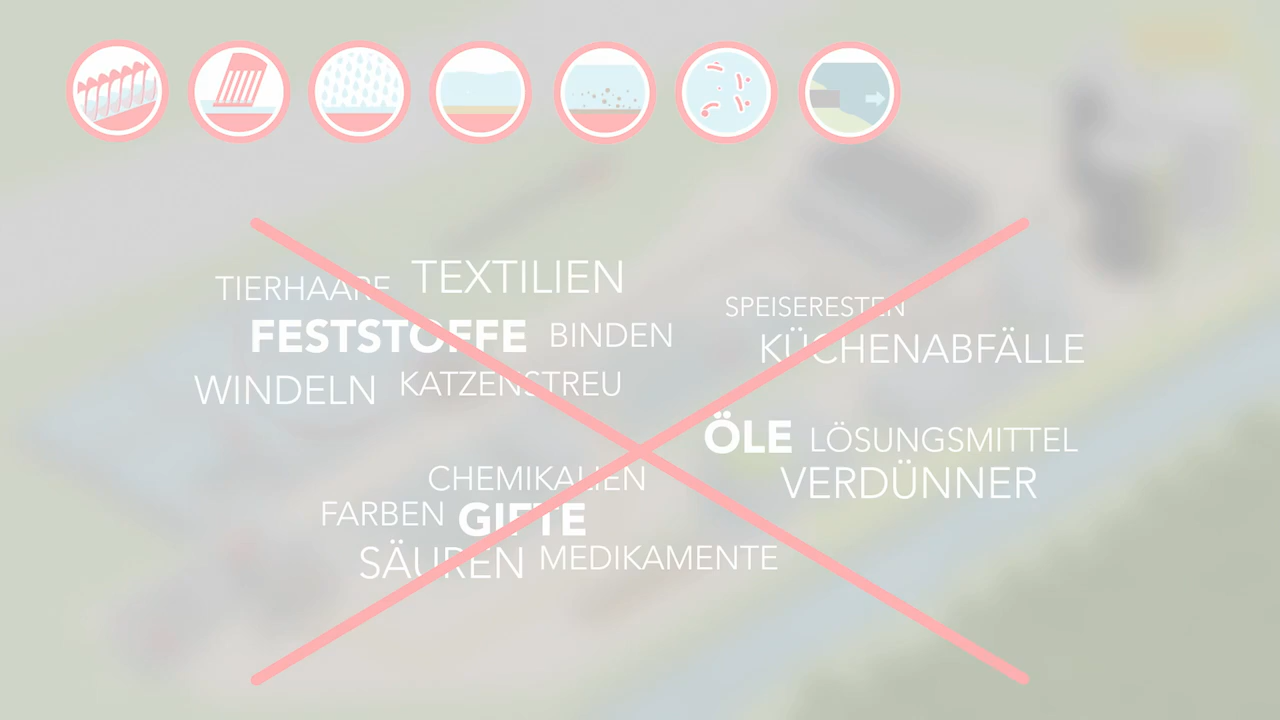 TIERHAARE TEXTILIEN
FESTSTOFFE BINDEN
WINDELN KATZENSTREU
SPEISERESTEN
KÜCHENABFÄLLE
ÖLE LÖSUNGSMITTEL
VERDÜNNER
CHEMIKALIEN
FARBEN GIFTE
SÄUREN MEDIKAMENTE